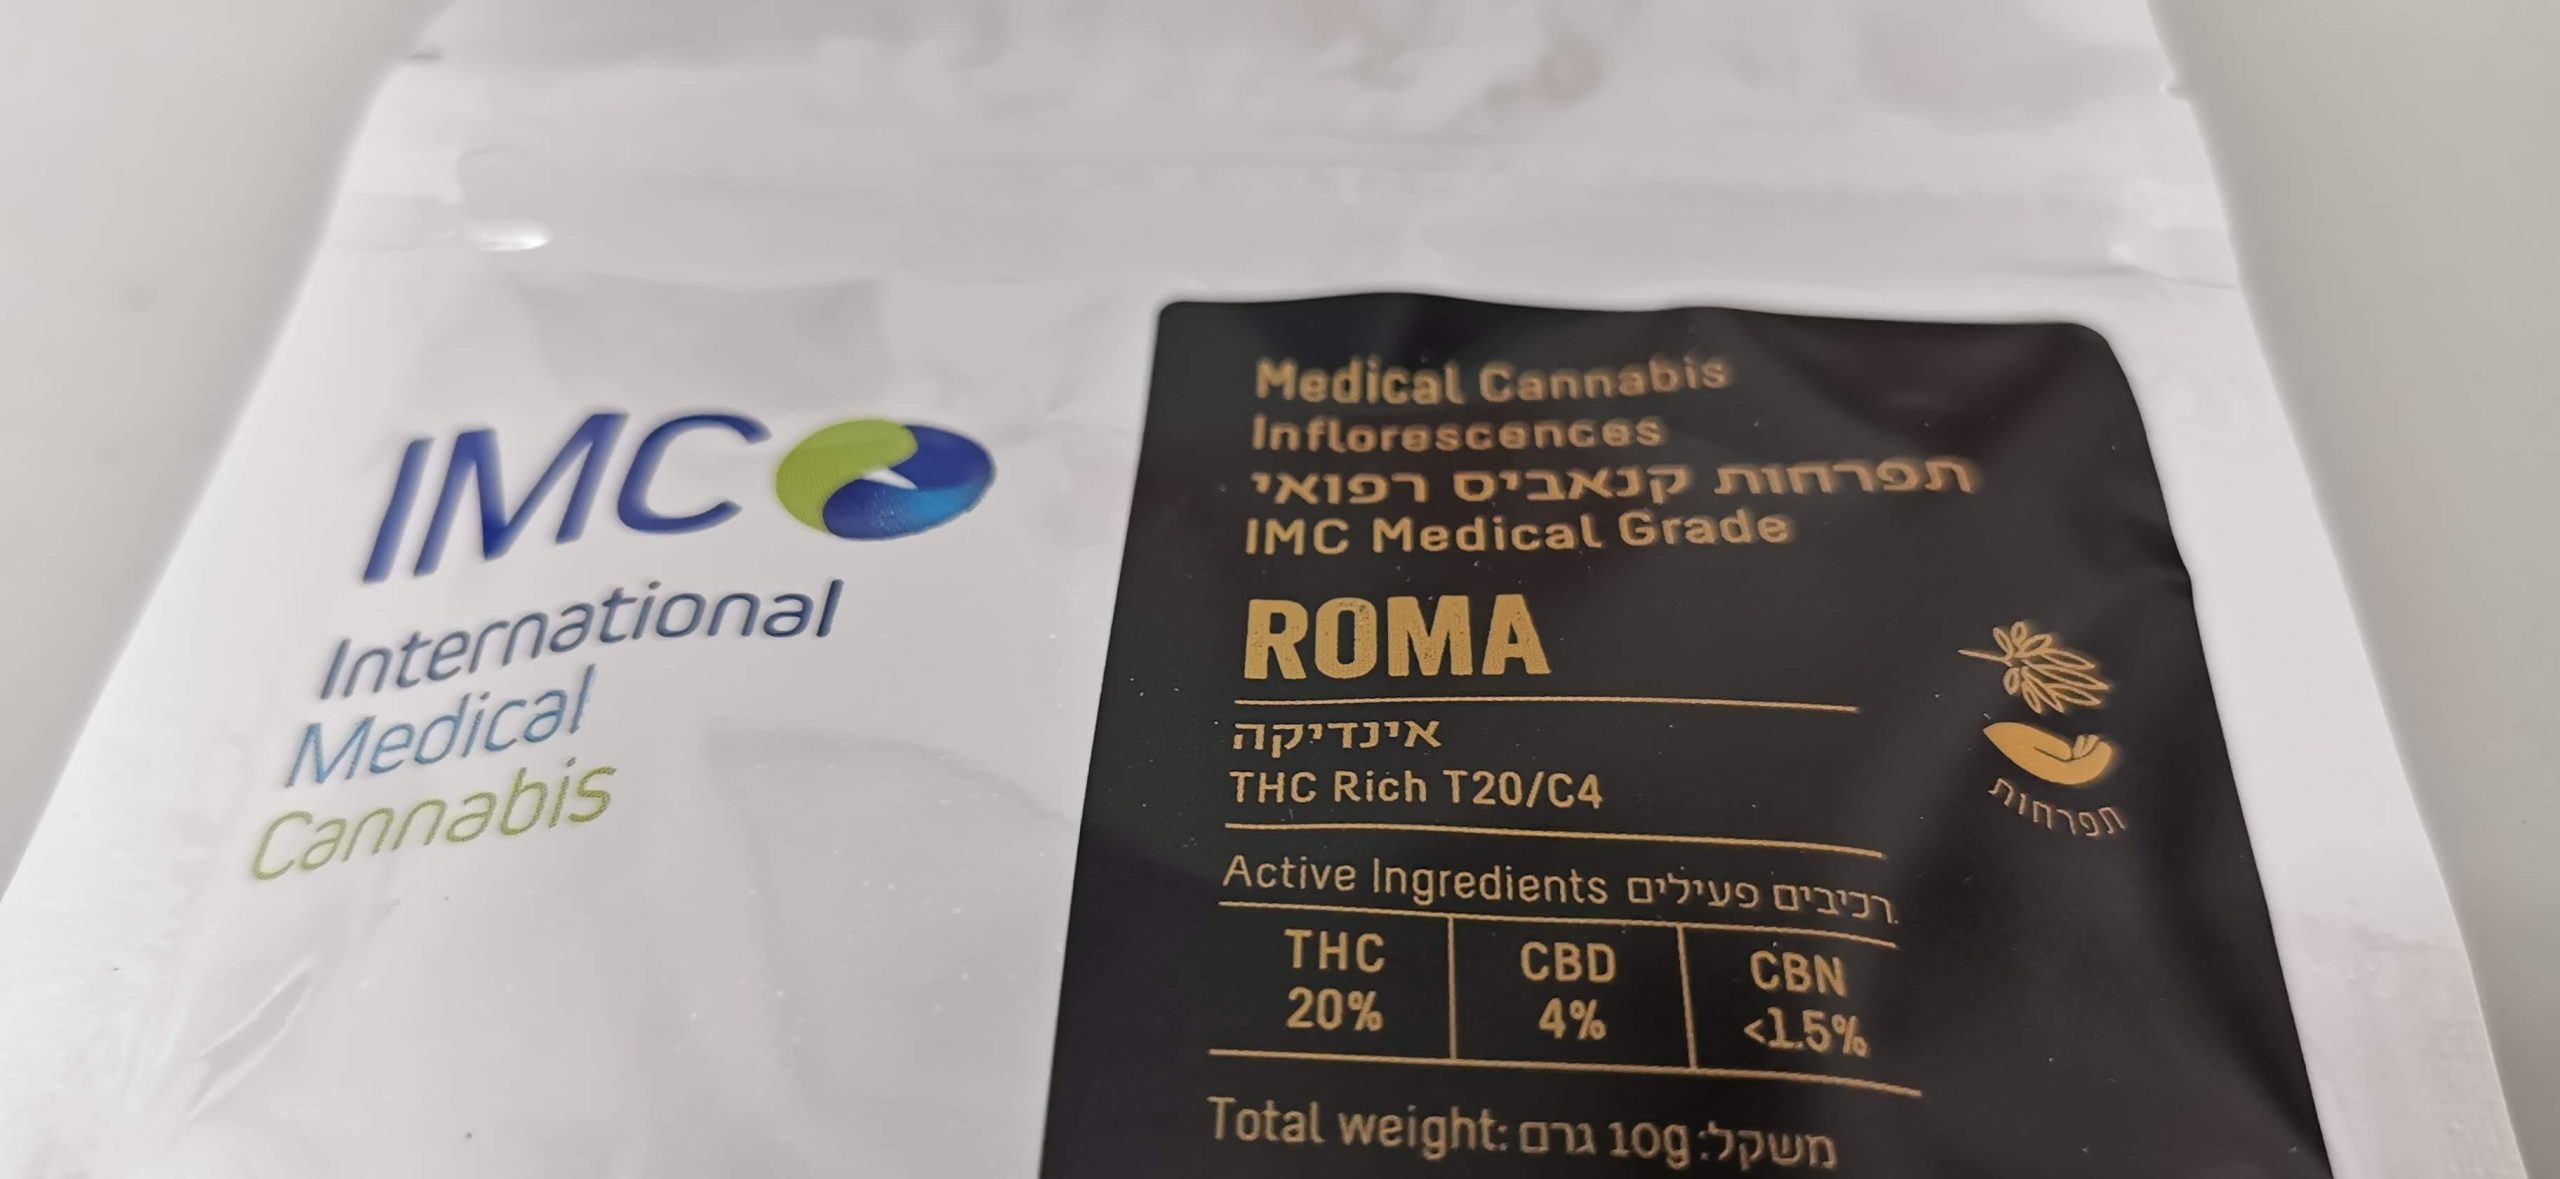 IMC
International
Medical
Cannabis
Medical Cannabis
Inflorescences
תפרחות קנאביס רפואי
IMC Medical Grade
ROMA
אינדיקה
THC Rich T20/C4
תפרחות
Active Ingredients רכיבים פעילים
THC CBD CBN
20% 4% <1.5%
Total weight: משקל: 10g גרם